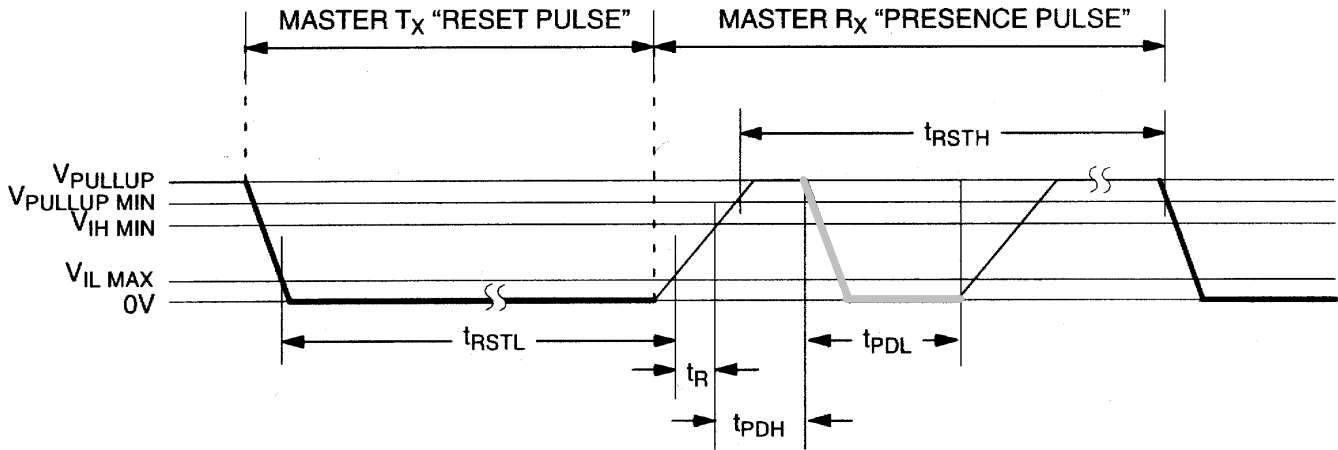 MASTER TX “RESET PULSE”
MASTER RX “PRESENCE PULSE”
tRSTH
VPULLUP
VPULLUP MIN
VIH MIN
VIL MAX
0V
tRSTL
tR
tPDL
tPDH